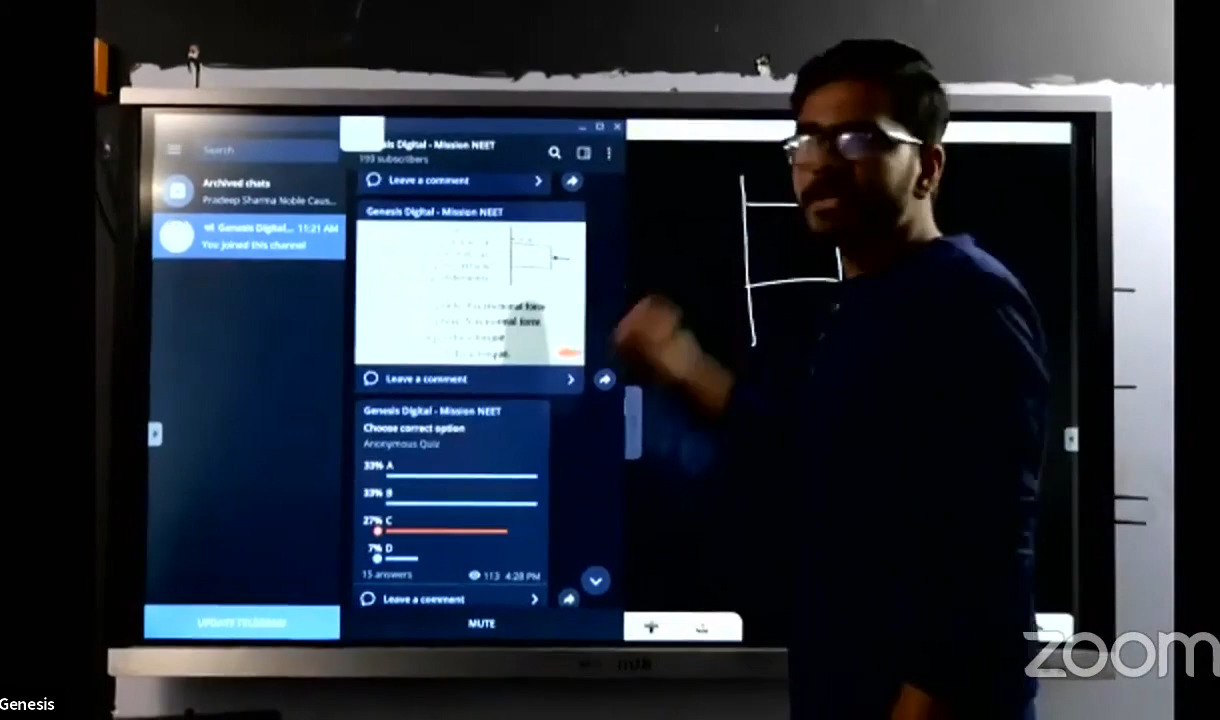 Search
Archived chats
Pradeep Sharma Noble Caus...
Genesis Digital... 11:21 AM
You joined this channel
Digital - Mission NEET
199 subscribers
Leave a comment
Genesis Digital - Mission NEET
Leave a comment
Genesis Digital - Mission NEET
Choose correct option
Anonymous Quiz
33% A
33% B
27% C
7% D
15 answers 113 4:28 PM
Leave a comment
UPDATE TELEGRAM
MUTE
zoom
Genesis